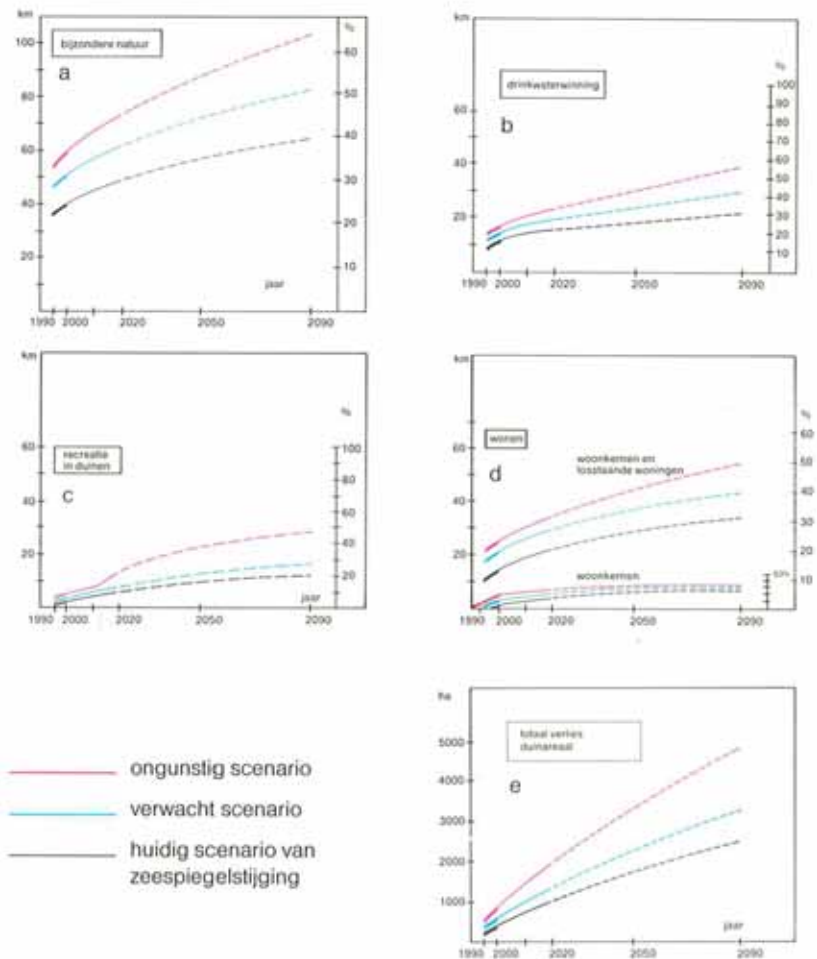 km
%
100
80
60
40
20
60
50
40
30
20
10
bijzondere natuur
a
jaar
1990 2000 2020 2050 2090
km
%
60
40
20
100
90
80
70
60
50
40
30
20
10
drinkwaterwinning
b
1990 2000 2020 2050 2090
km
%
60
40
20
100
80
60
40
20
recreatie
in duinen
c
jaar
1990 2000 2020 2050 2090
km
%
60
40
20
60
50
40
30
20
10
wonen
d
woonkernen en
losstaande woningen
woonkernen
1990 2000 2020 2050 2090
ha
5000
4000
3000
2000
1000
totaal verlies
duinareaal
e
jaar
1990 2000 2020 2050 2090
ongunstig scenario
verwacht scenario
huidig scenario van
zeespiegelstijging